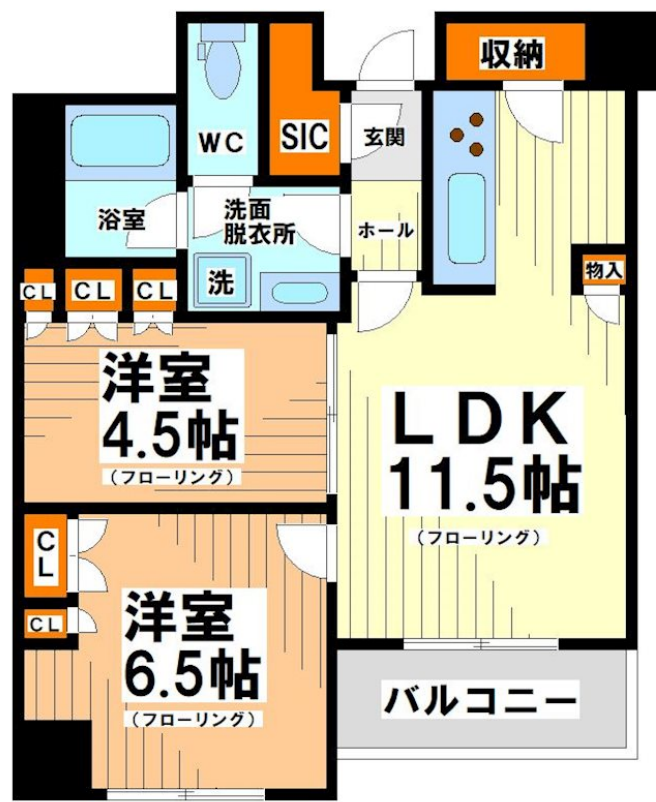 収納
WC
SIC
玄関
浴室
洗面
脱衣所
ホール
洗
物入
CL
CL
CL
洋室
4.5帖
(フローリング)
LDK
11.5帖
(フローリング)
CL
CL
洋室
6.5帖
(フローリング)
バルコニー